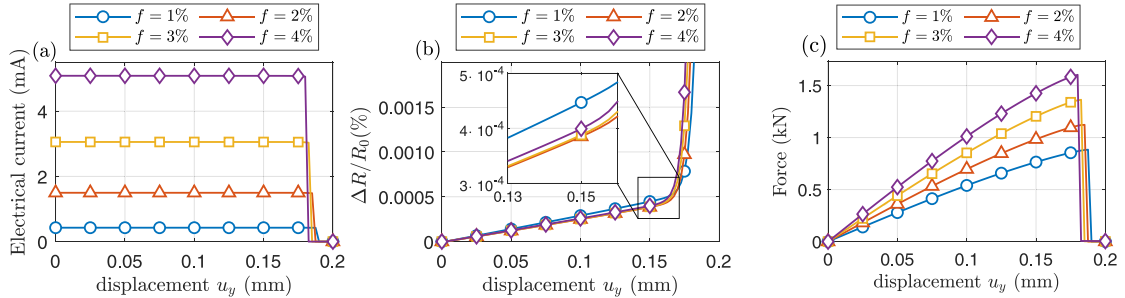 f = 1% f = 2%
f = 3% f = 4%
(a)
Electrical current (mA)
4
2
0
0 0.05 0.1 0.15 0.2
displacement u_y (mm)
f = 1% f = 2%
f = 3% f = 4%
(b)
ΔR/R_0(%)
0.0015
0.0010
0.0005
0
5 ·10^-4
4 ·10^-4
3 ·10^-4
0.13 0.15
0 0.05 0.1 0.15 0.2
displacement u_y (mm)
f = 1% f = 2%
f = 3% f = 4%
(c)
Force (kN)
1.5
1
0.5
0
0 0.05 0.1 0.15 0.2
displacement u_y (mm)